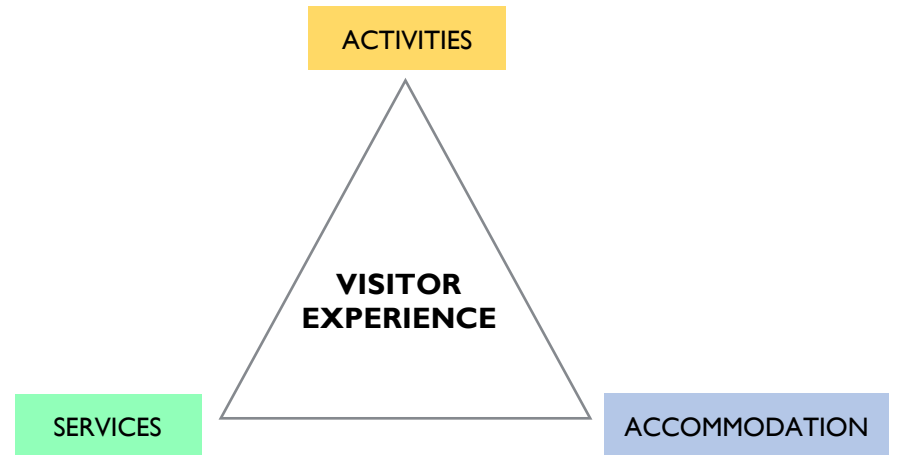 ACTIVITIES
VISITOR
EXPERIENCE
SERVICES
ACCOMMODATION